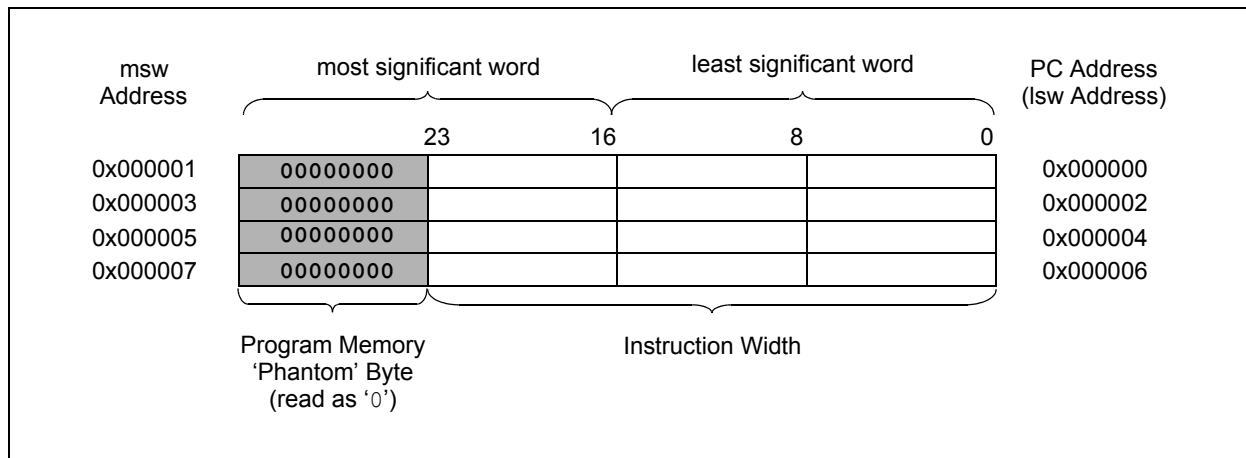 msw
Address
most significant word
least significant word
PC Address
(lsw Address)
23
16
8
0
0x000001
00000000
0x000000
0x000003
00000000
0x000002
0x000005
00000000
0x000004
0x000007
00000000
0x000006
Program Memory
‘Phantom’ Byte
(read as ‘0’)
Instruction Width